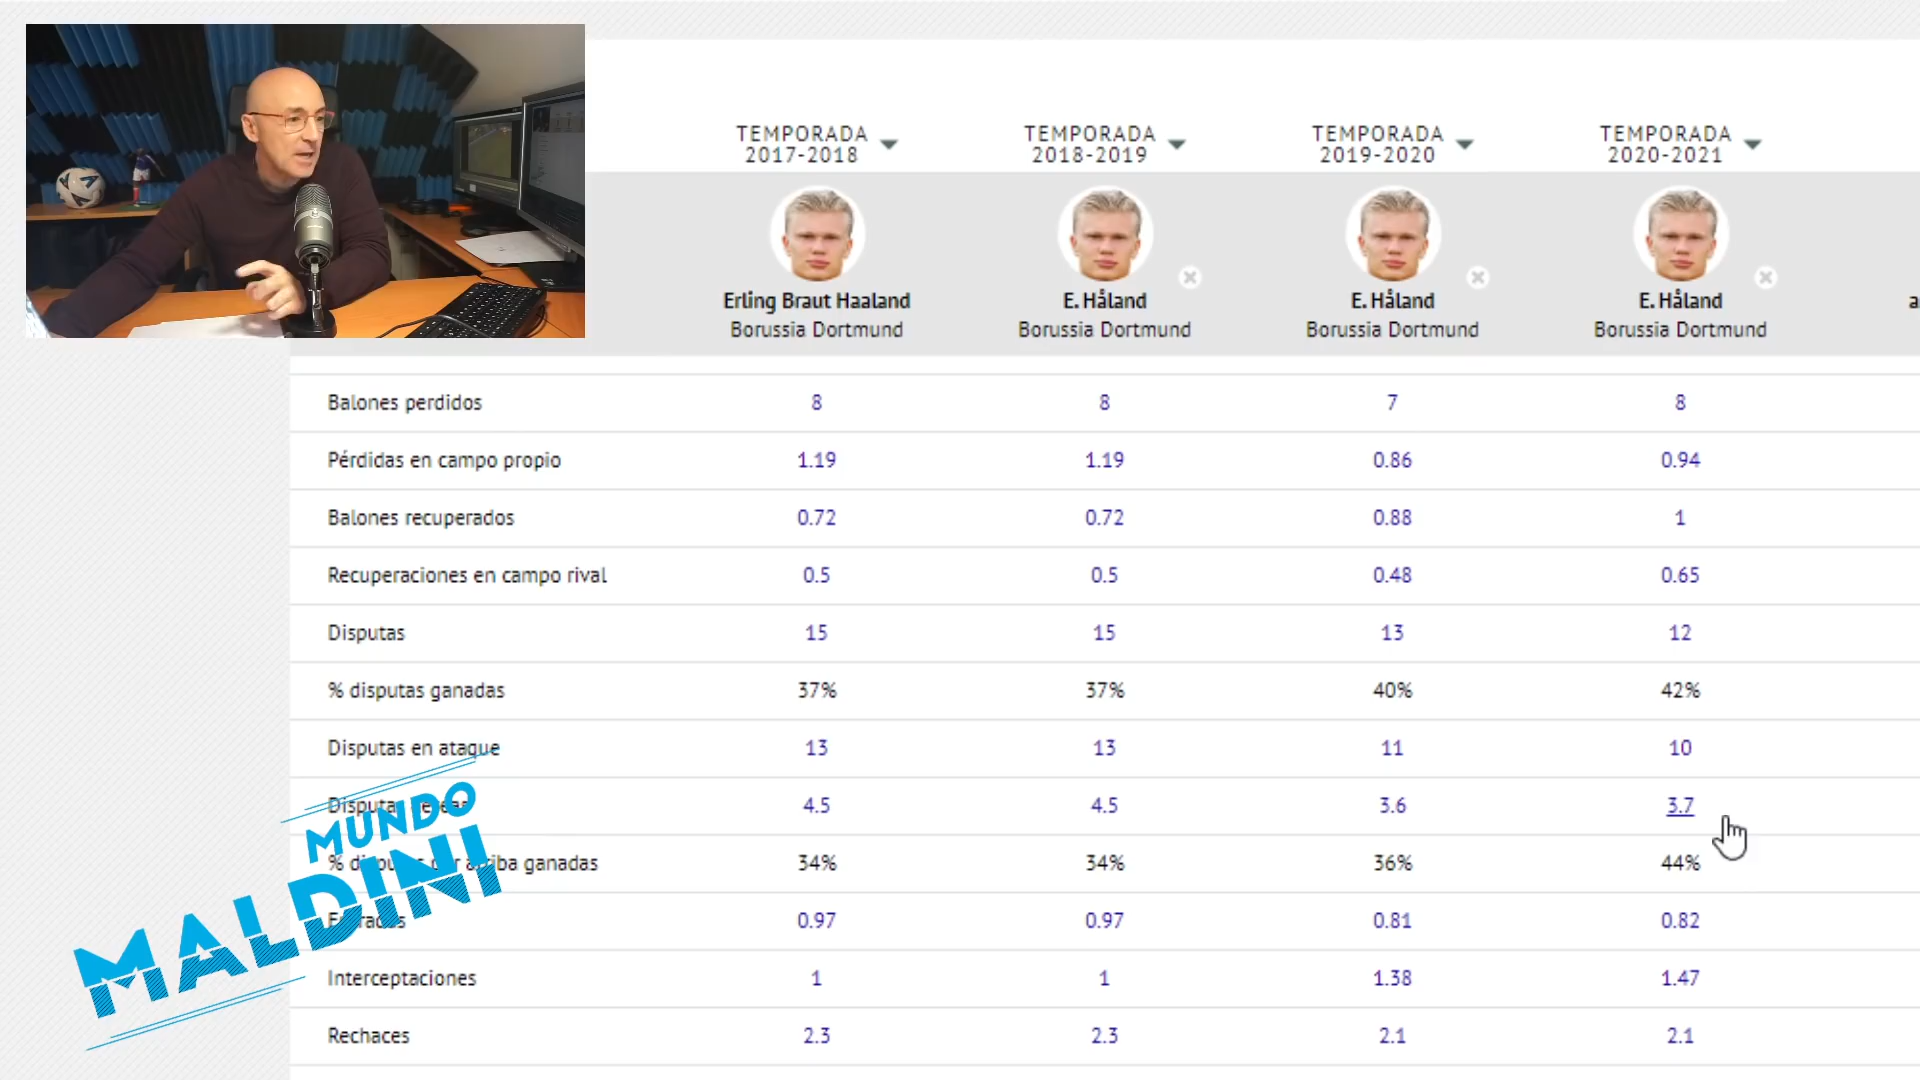 TEMPORADA
2017-2018
TEMPORADA
2018-2019
TEMPORADA
2019-2020
TEMPORADA
2020-2021
Erling Braut Haaland
Borussia Dortmund
E. Håland
Borussia Dortmund
E. Håland
Borussia Dortmund
E. Håland
Borussia Dortmund
Balones perdidos 8 8 7 8
Pérdidas en campo propio 1.19 1.19 0.86 0.94
Balones recuperados 0.72 0.72 0.88 1
Recuperaciones en campo rival 0.5 0.5 0.48 0.65
Disputas 15 15 13 12
% disputas ganadas 37% 37% 40% 42%
Disputas en ataque 13 13 11 10
Disputas 4.5 4.5 3.6 3.7
% disputas por arriba ganadas 34% 34% 36% 44%
Entradas 0.97 0.97 0.81 0.82
Interceptaciones 1 1 1.38 1.47
Rechaces 2.3 2.3 2.1 2.1
MUNDO
MALDINI